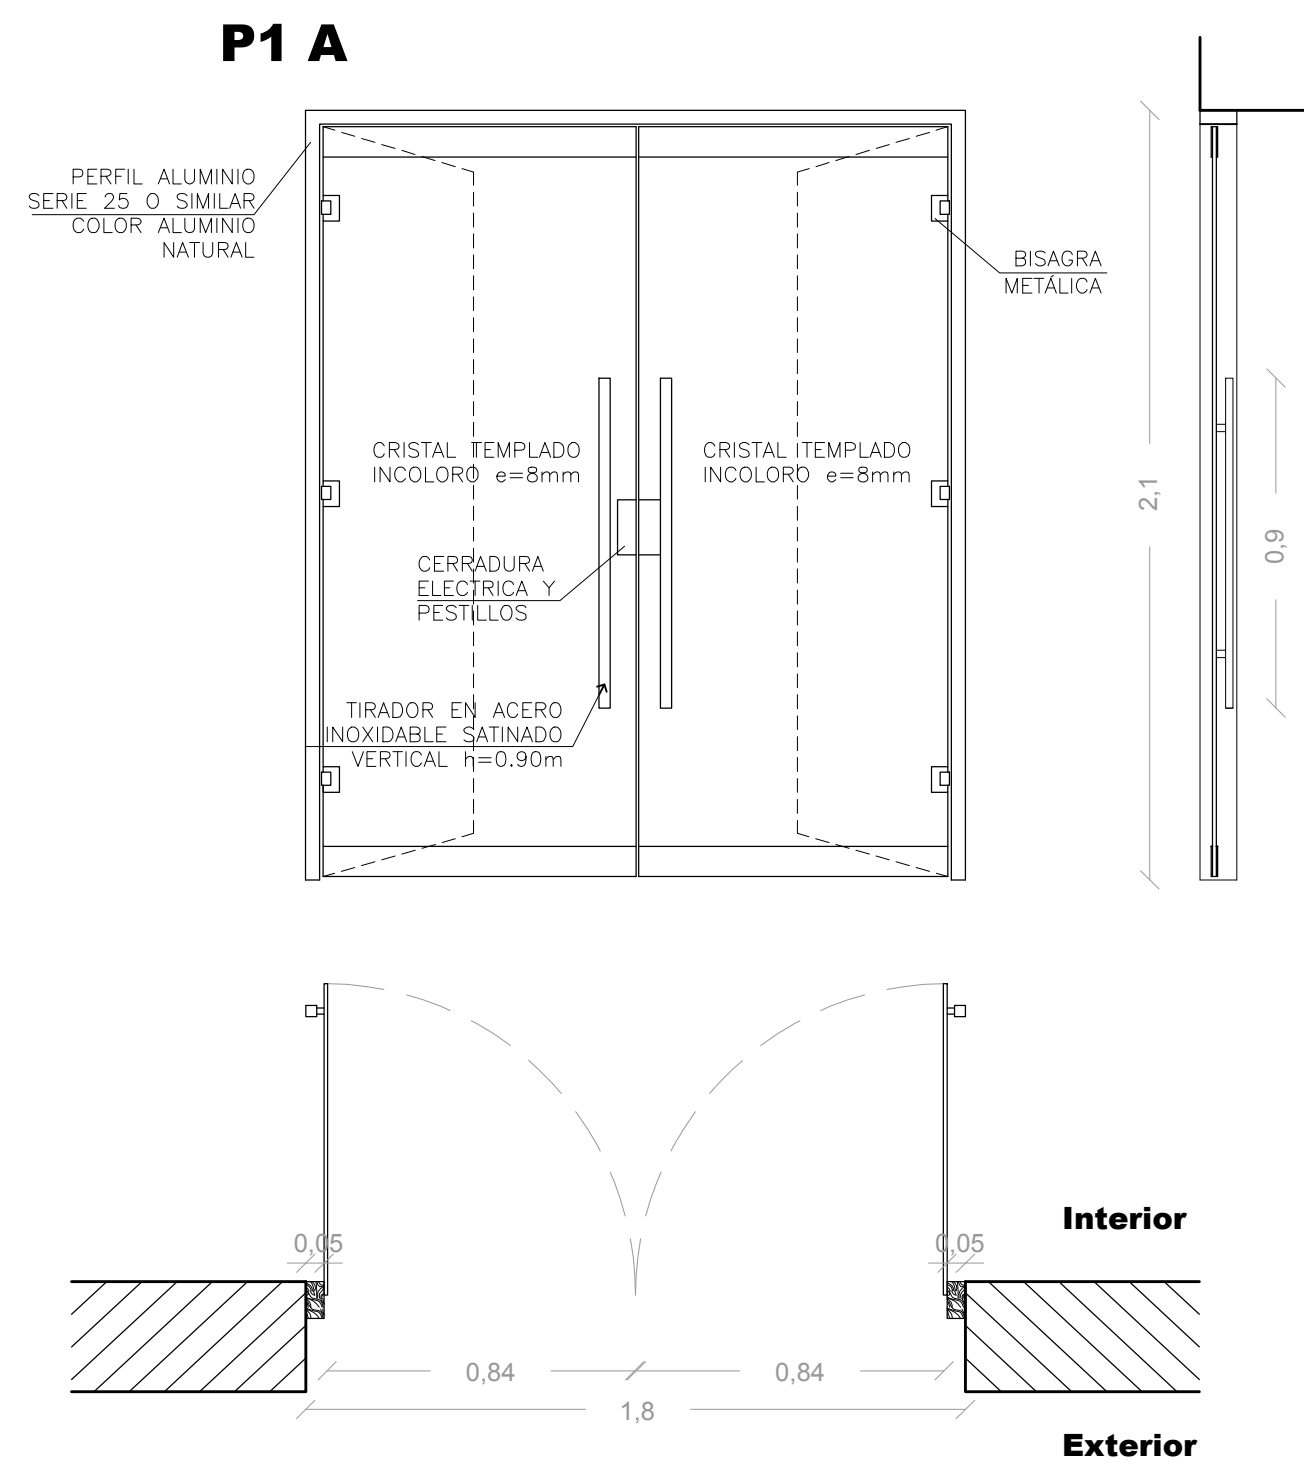 P1 A
PERFIL ALUMINIO
SERIE 25 O SIMILAR
COLOR ALUMINIO
NATURAL
BISAGRA
METÁLICA
CRISTAL TEMPLADO
INCOLORO e=8mm
CRISTAL TEMPLADO
INCOLORO e=8mm
CERRADURA
ELECTRICA Y
PESTILLOS
TIRADOR EN ACERO
INOXIDABLE SATINADO
VERTICAL h=0.90m
2,1
0,9
Interior
0,05
0,05
0,84
0,84
1,8
Exterior